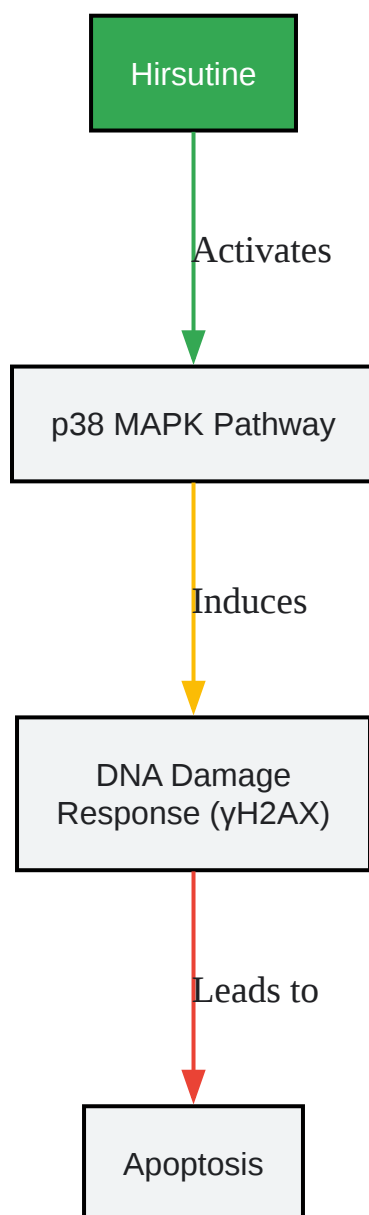 Hirsutine
Activates
p38 MAPK Pathway
Induces
DNA Damage
Response (γH2AX)
Leads to
Apoptosis